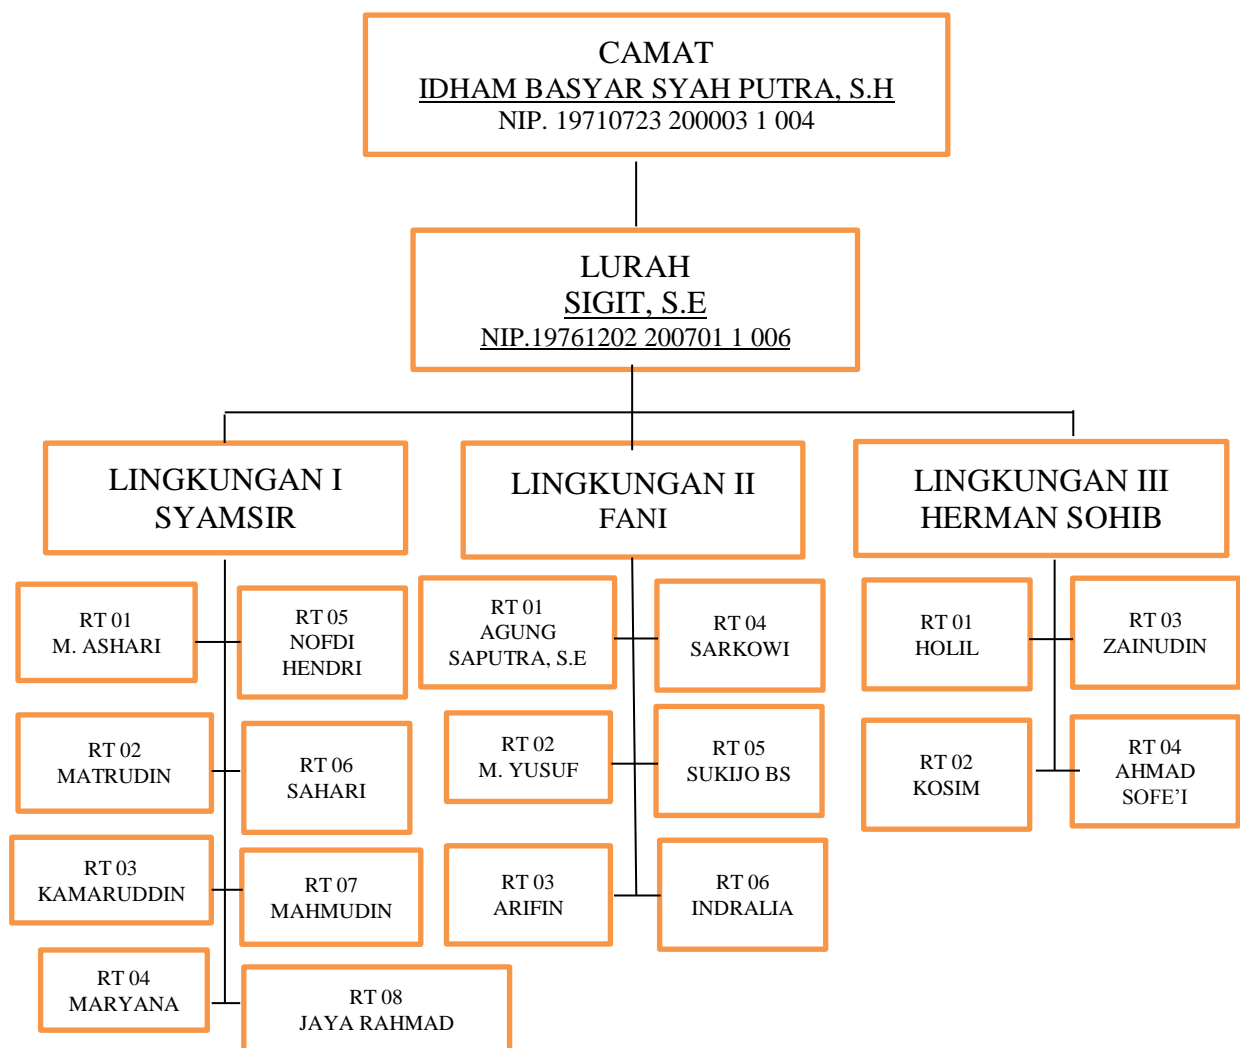 CAMAT
IDHAM BASYAR SYAH PUTRA, S.H
NIP. 19710723 200003 1 004
LURAH
SIGIT, S.E
NIP.19761202 200701 1 006
LINGKUNGAN I
SYAMSIR
LINGKUNGAN II
FANI
LINGKUNGAN III
HERMAN SOHIB
RT 01
M. ASHARI
RT 05
NOFDI
HENDRI
RT 02
MATRUDIN
RT 06
SAHARI
RT 03
KAMARUDDIN
RT 07
MAHMUDIN
RT 04
MARYANA
RT 08
JAYA RAHMAD
RT 01
AGUNG
SAPUTRA, S.E
RT 04
SARKOWI
RT 02
M. YUSUF
RT 05
SUKIJO BS
RT 03
ARIFIN
RT 06
INDRALIA
RT 01
HOLIL
RT 03
ZAINUDIN
RT 02
KOSIM
RT 04
AHMAD
SOFE’I